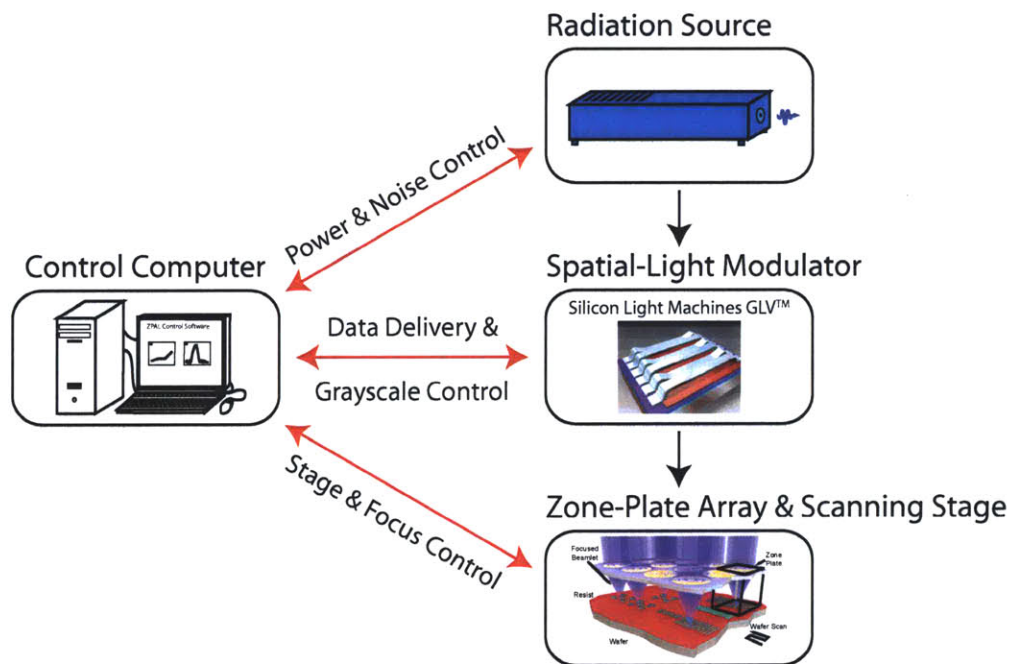 Radiation Source
Power & Noise Control
Control Computer
ZPAL Control Software
Spatial-Light Modulator
Silicon Light Machines GLV™
Data Delivery &
Grayscale Control
Stage & Focus Control
Zone-Plate Array & Scanning Stage
Focused
Beamlet
Zone
Plate
Resist
Wafer Scan
Wafer